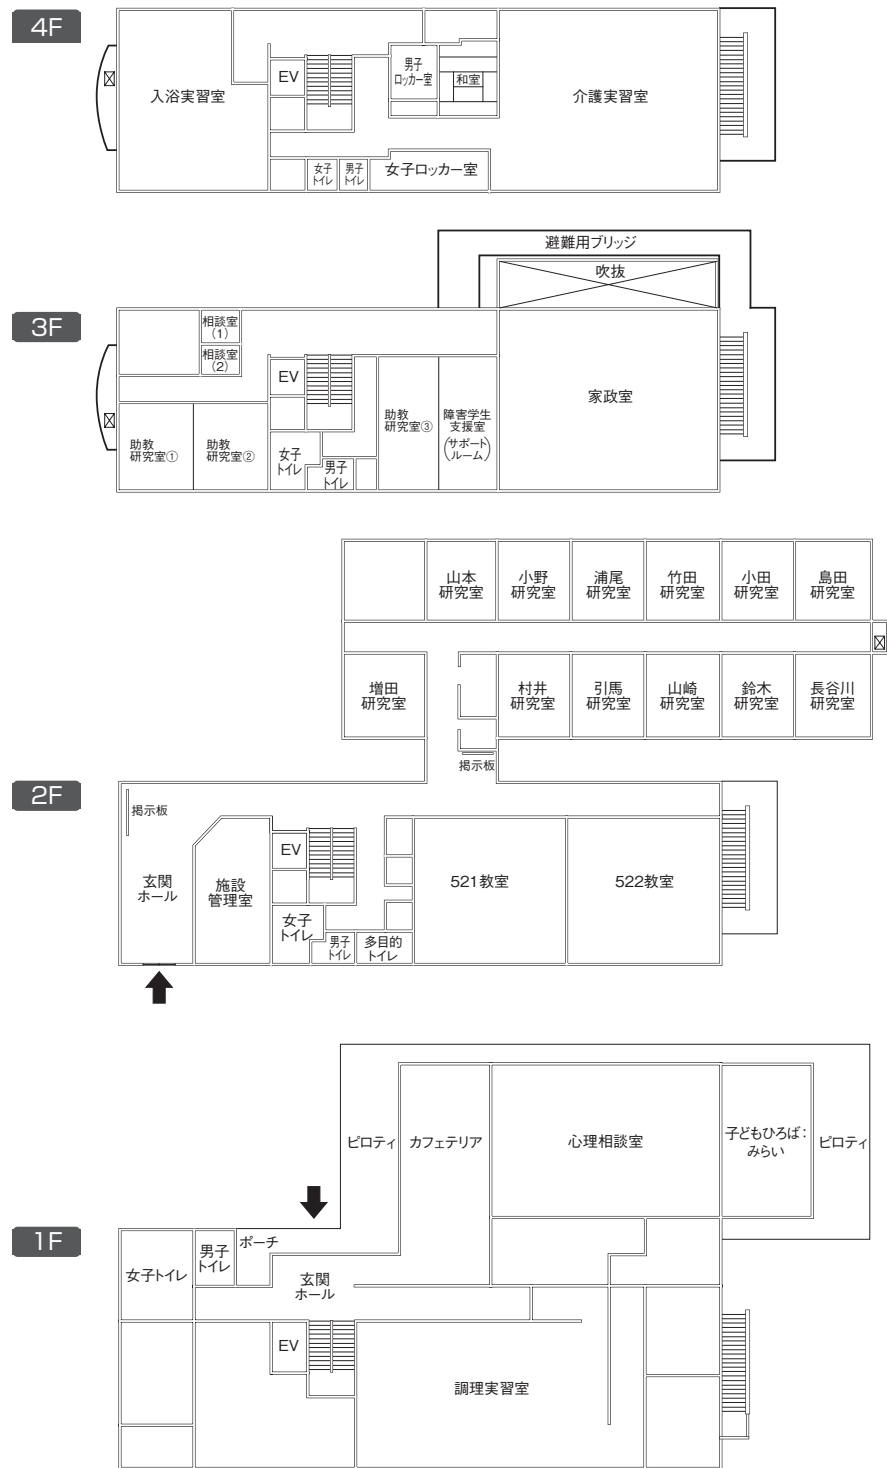 4F
入浴実習室
EV
男子
ロッカー室
和室
介護実習室
女子
トイレ
男子
トイレ
女子ロッカー室
避難用ブリッジ
吹抜
3F
相談室
(1)
相談室
(2)
EV
家政室
助教
研究室①
助教
研究室②
女子
トイレ
男子
トイレ
助教
研究室③
障害学生
支援室
(サポート
ルーム)
山本
研究室
小野
研究室
浦尾
研究室
竹田
研究室
小田
研究室
島田
研究室
増田
研究室
村井
研究室
引馬
研究室
山崎
研究室
鈴木
研究室
長谷川
研究室
掲示板
2F
掲示板
EV
玄関
ホール
施設
管理室
521教室
522教室
女子
トイレ
男子
トイレ
多目的
トイレ
ピロティ
カフェテリア
心理相談室
子どもひろば：
みらい
ピロティ
1F
女子トイレ
男子
トイレ
ポーチ
玄関
ホール
EV
調理実習室